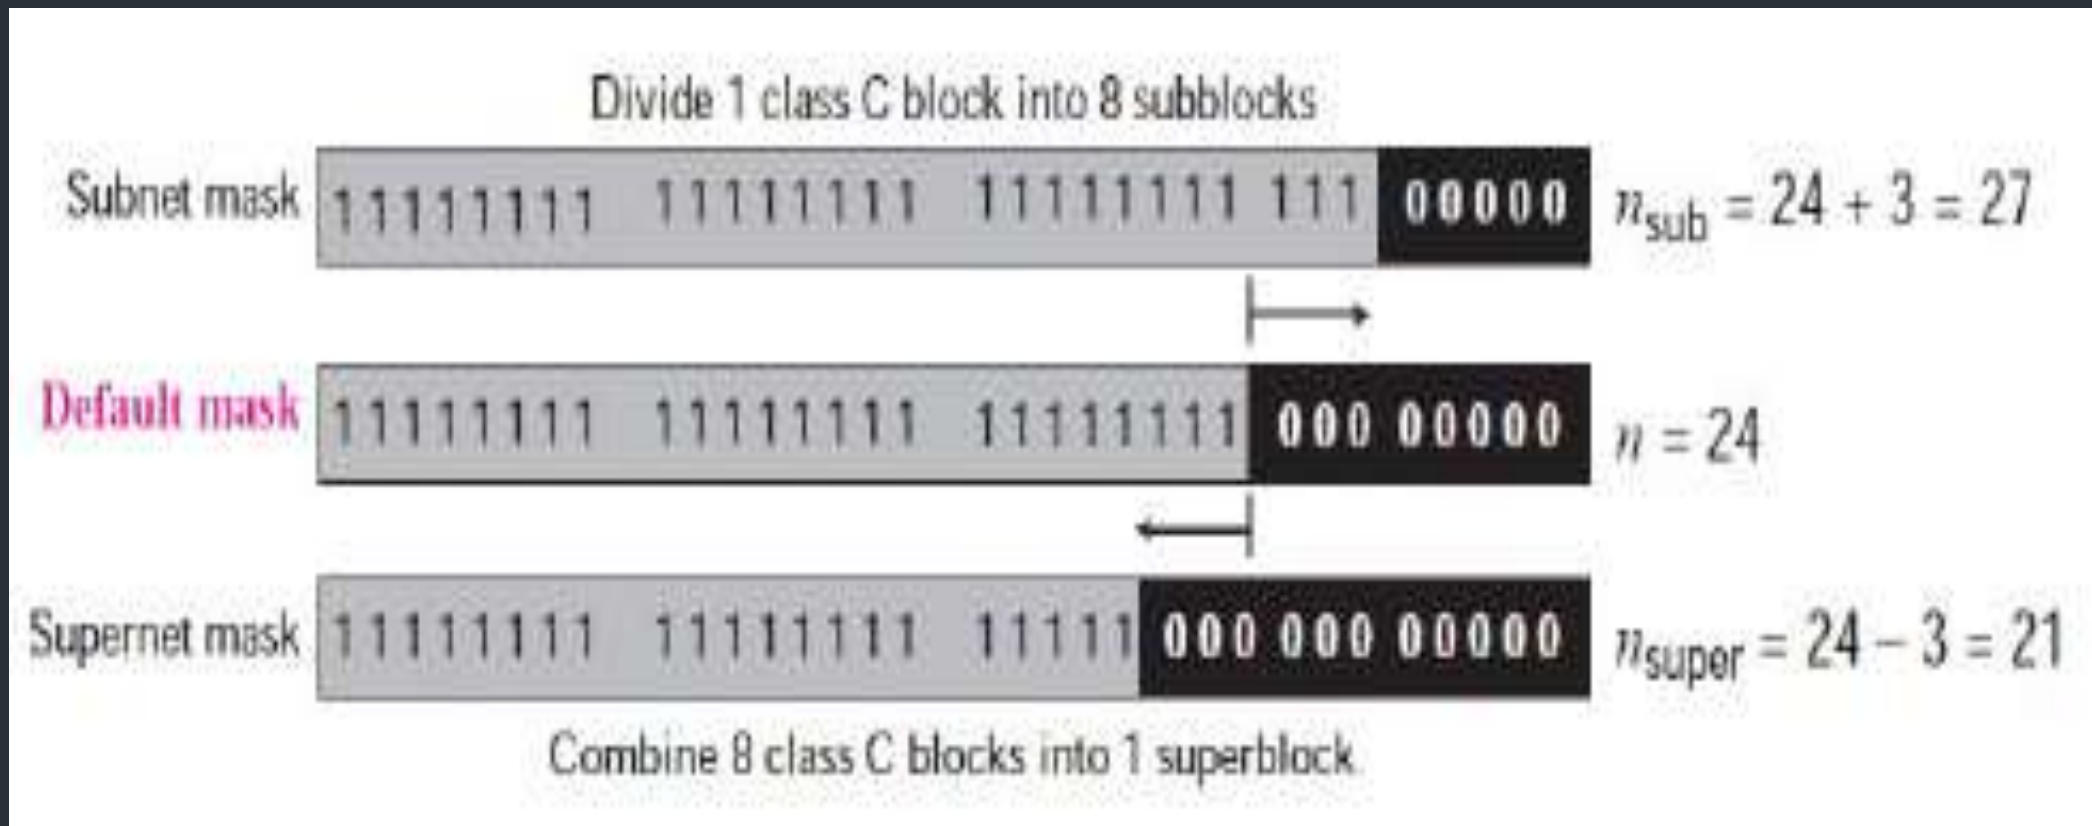 Divide 1 class C block into 8 subblocks
Subnet mask 11111111 11111111 11111111 111 00000 nsub = 24 + 3 = 27
Default mask 11111111 11111111 11111111 000 00000 n = 24
Supernet mask 11111111 11111111 11111 000 000 00000 nsuper = 24 – 3 = 21
Combine 8 class C blocks into 1 superblock